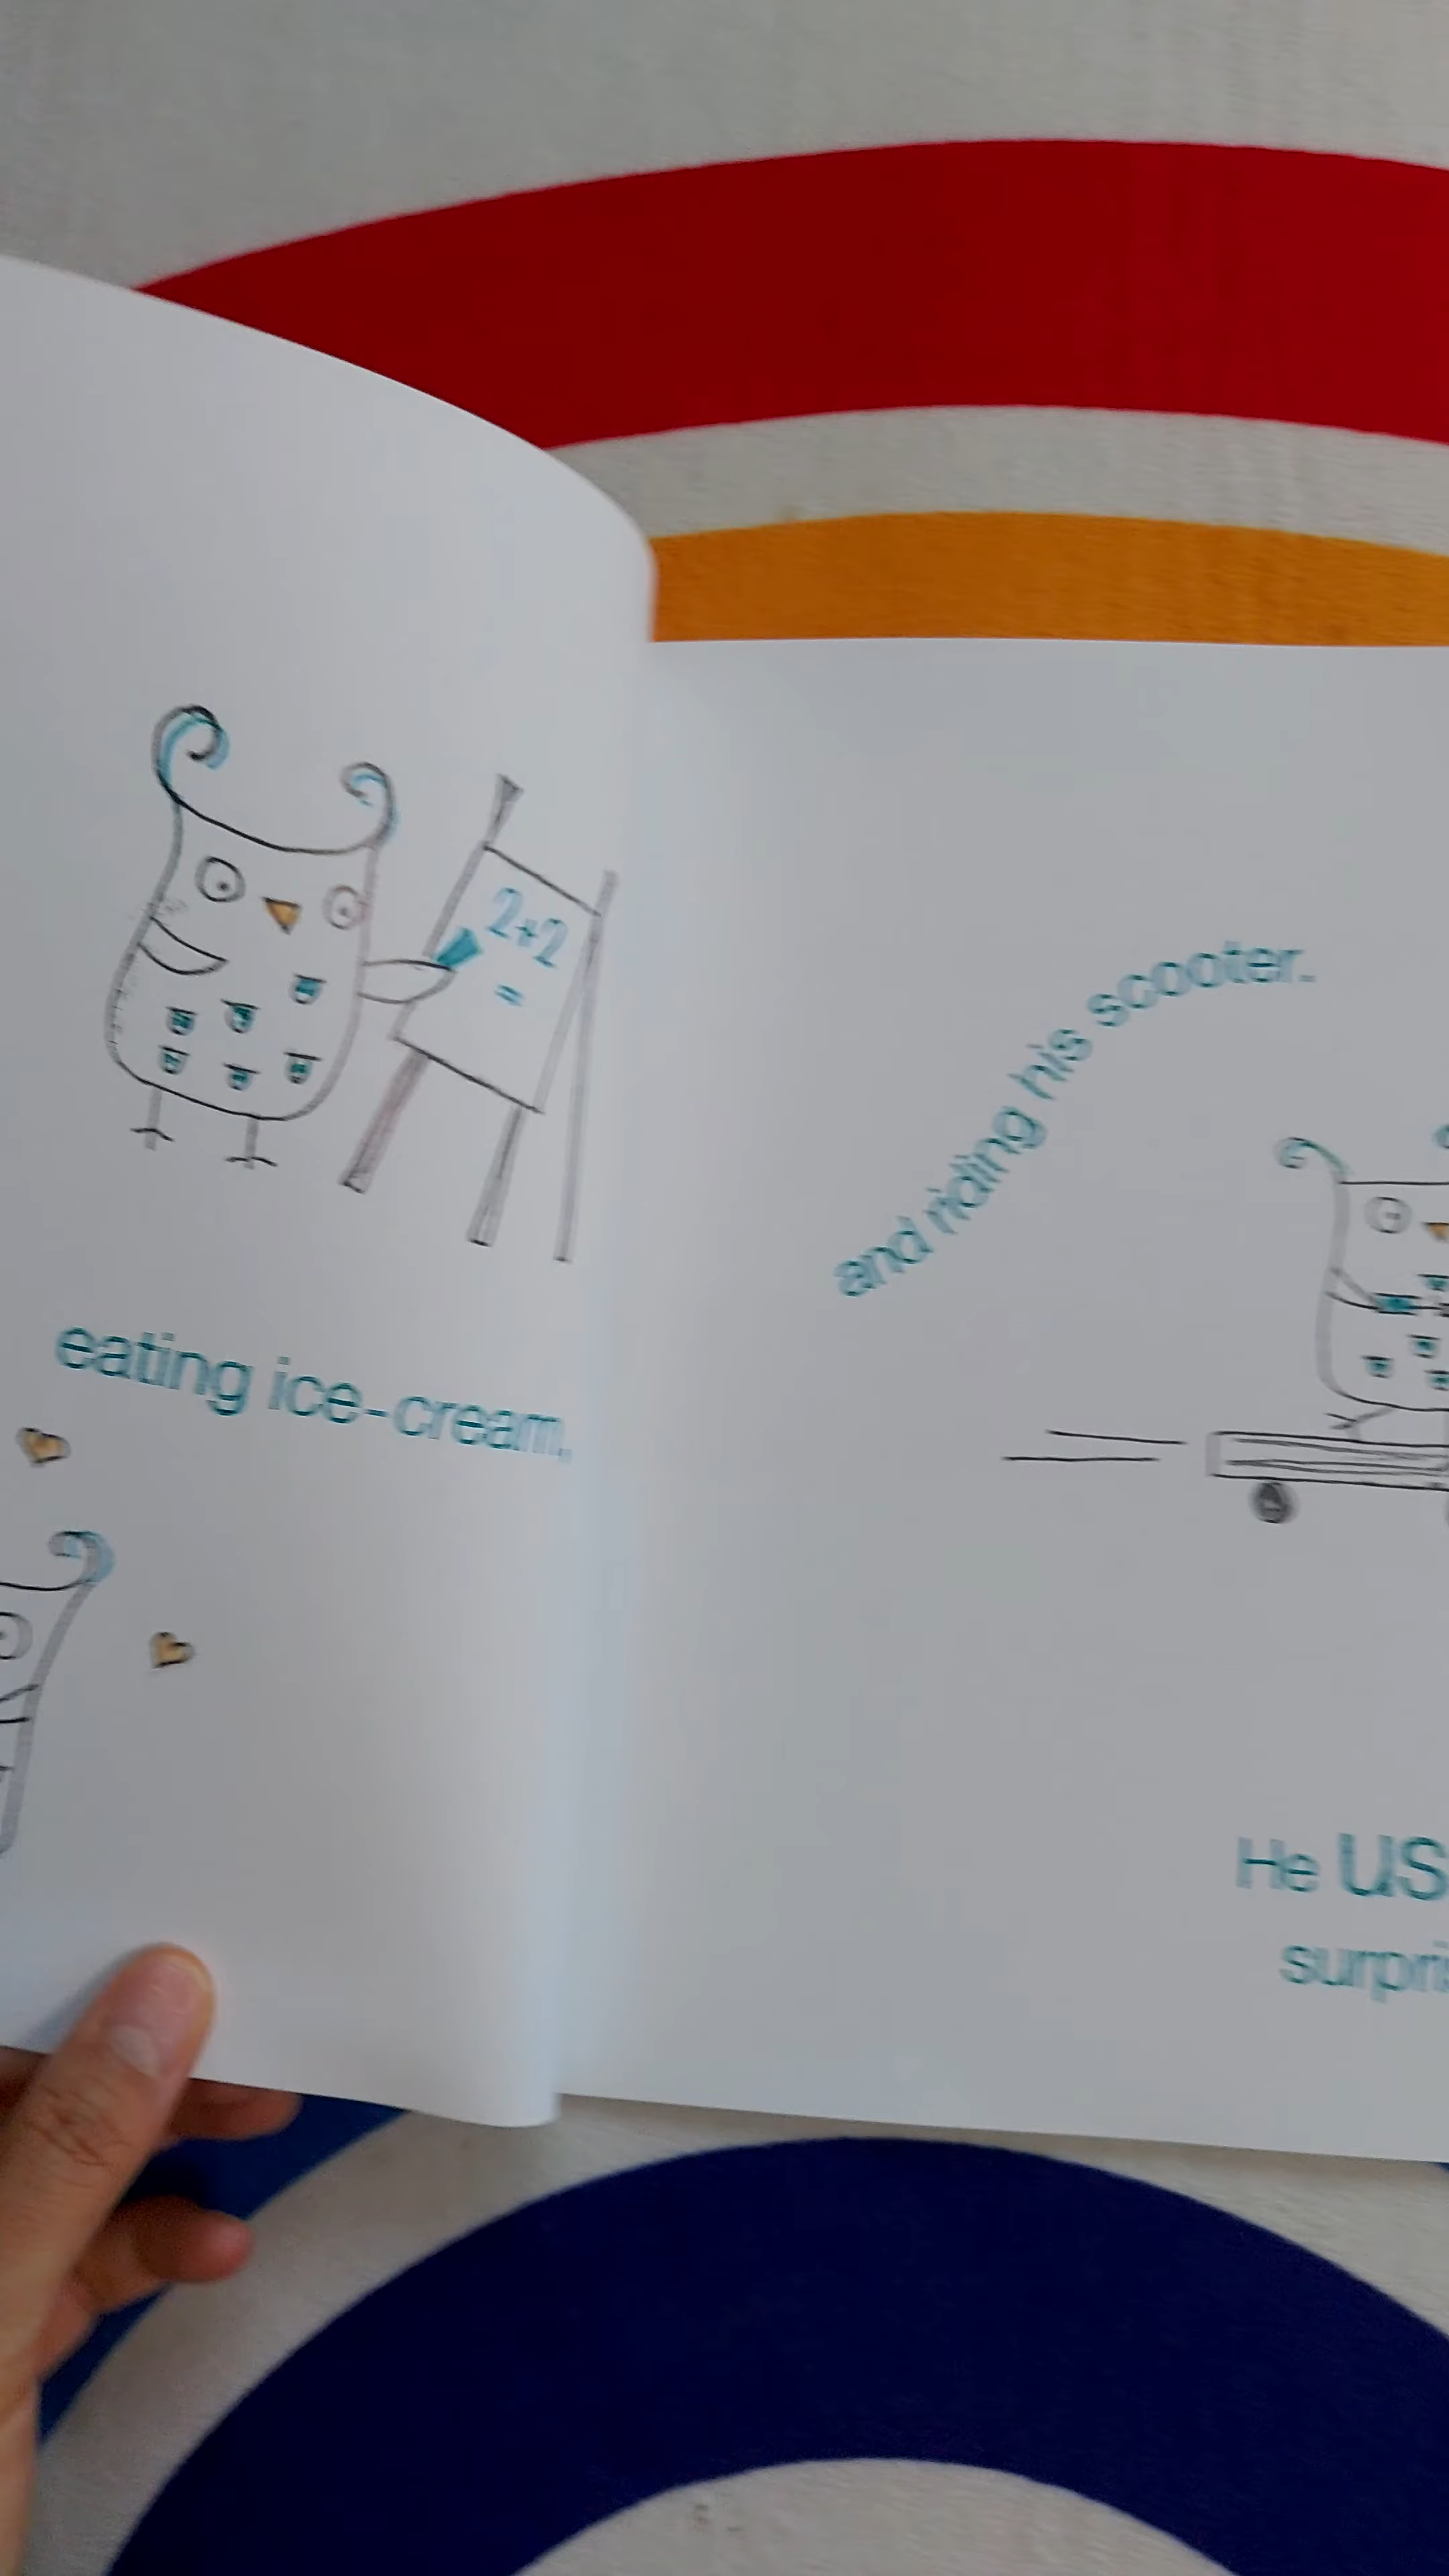 2+2
=
eating ice-cream,
and riding his scooter.
He